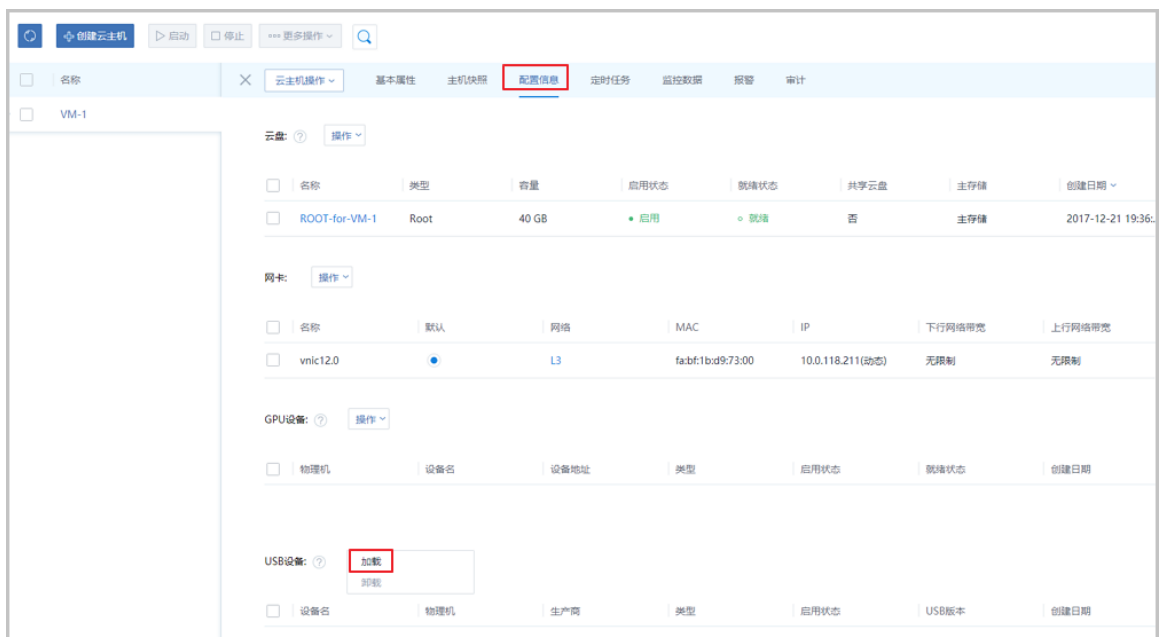 创建云主机 启动 停止 更多操作
名称 云主机操作 基本属性 主机快照 配置信息 定时任务 监控数据 报警 审计
VM-1
云盘: ? 操作
名称 类型 容量 启用状态 就绪状态 共享云盘 主存储 创建日期
ROOT-for-VM-1 Root 40 GB 启用 就绪 否 主存储 2017-12-21 19:36:..
网卡: 操作
名称 默认 网络 MAC IP 下行网络带宽 上行网络带宽
vnic12.0 L3 fa:bf:1b:d9:73:00 10.0.118.211(动态) 无限制 无限制
GPU设备: ? 操作
物理机 设备名 设备地址 类型 启用状态 就绪状态 创建日期
USB设备: ? 加载
卸载
设备名 物理机 生产商 类型 启用状态 USB版本 创建日期